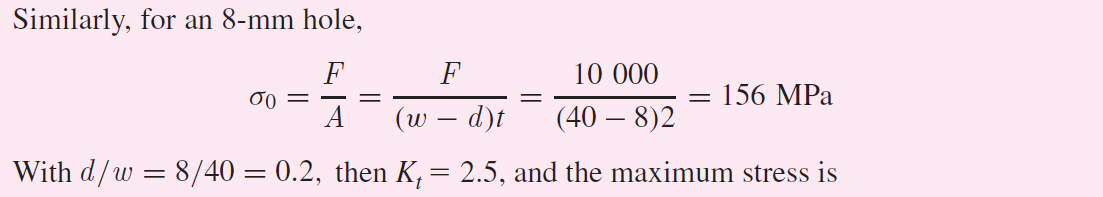 Similarly, for an 8-mm hole,
σ0 = F/A = F/((w − d)t) = 10 000/((40 − 8)2) = 156 MPa
With d/w = 8/40 = 0.2, then Kt = 2.5, and the maximum stress is